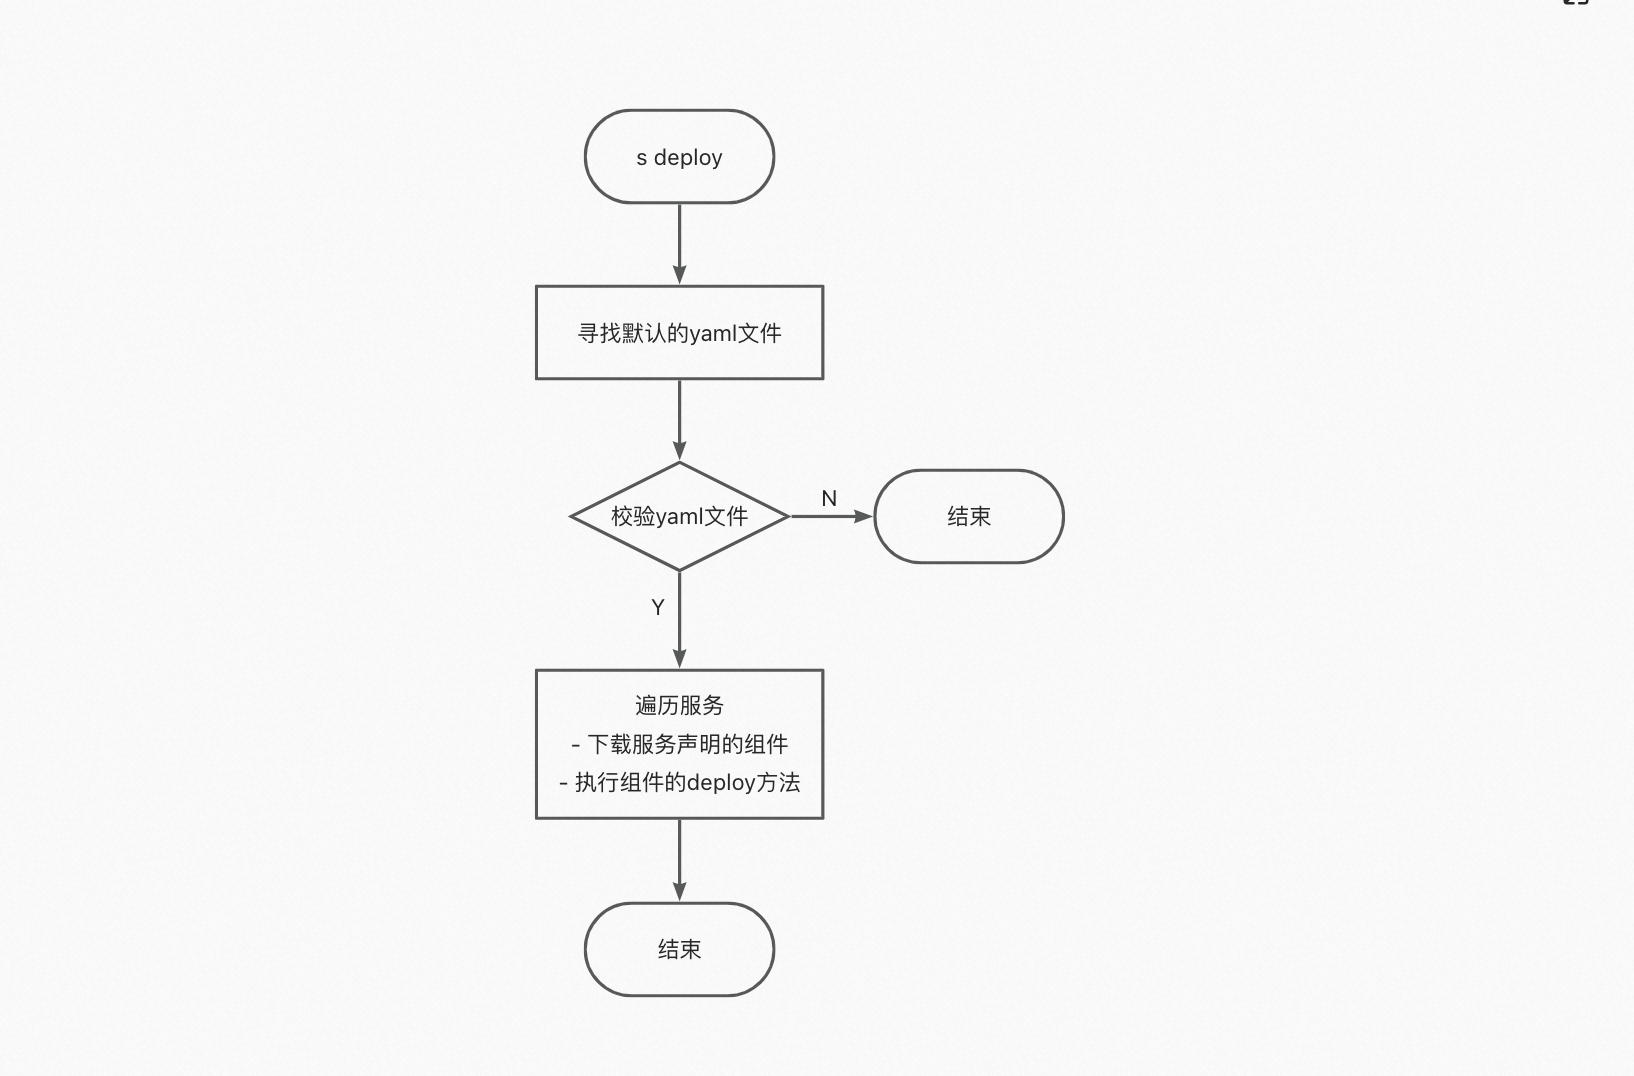 s deploy
寻找默认的yaml文件
校验yaml文件
N
结束
Y
遍历服务
- 下载服务声明的组件
- 执行组件的deploy方法
结束